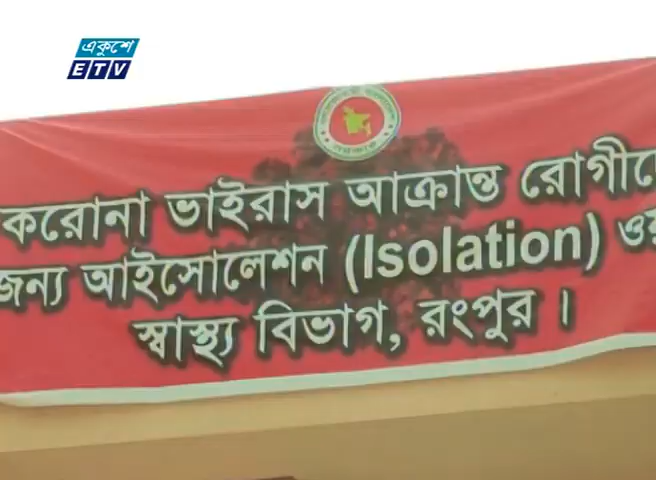 একুশে
ETV
করোনা ভাইরাস আক্রান্ত
জন্য আইসোলেশন (Isolation)
স্বাস্থ্য বিভাগ, রংপুর ।